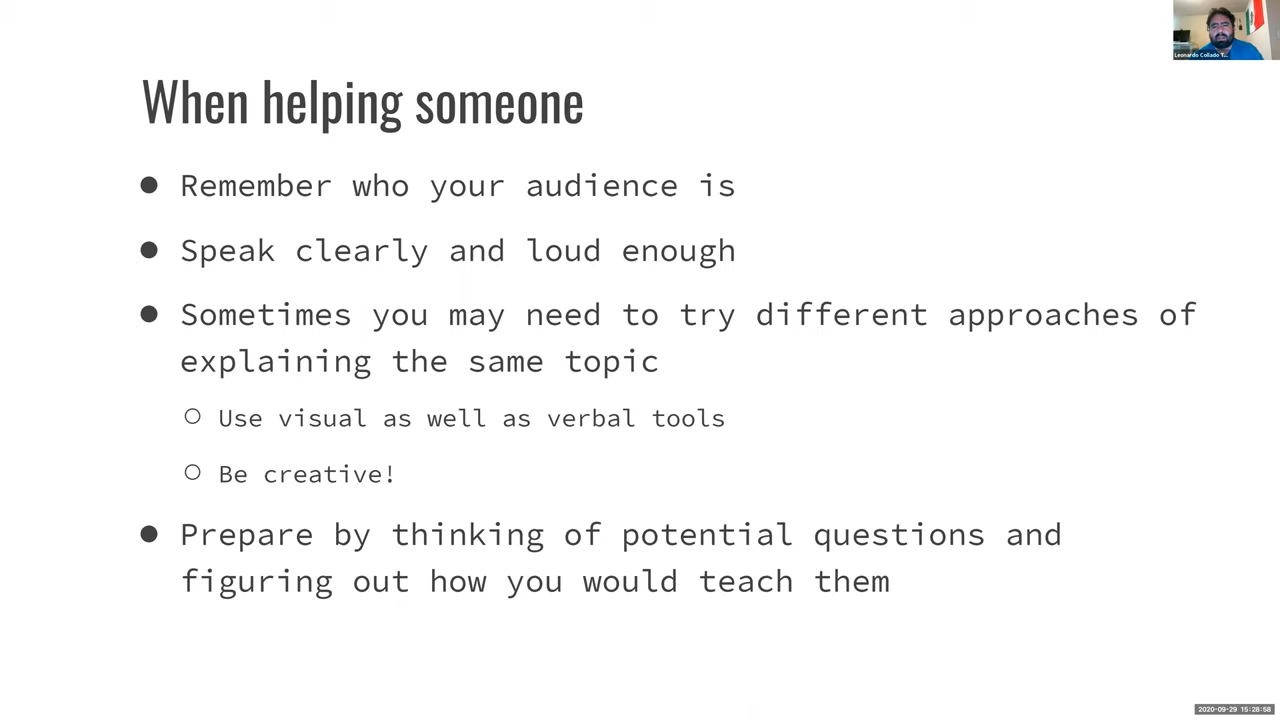 Leonardo Collado T...
When helping someone
● Remember who your audience is
● Speak clearly and loud enough
● Sometimes you may need to try different approaches of
explaining the same topic
○ Use visual as well as verbal tools
○ Be creative!
● Prepare by thinking of potential questions and
figuring out how you would teach them
2020-09-29 15:28:58